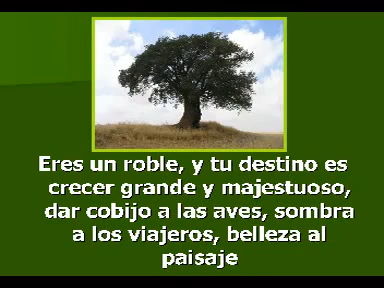 Eres un roble, y tu destino es
crecer grande y majestuoso,
dar cobijo a las aves, sombra
a los viajeros, belleza al
paisaje